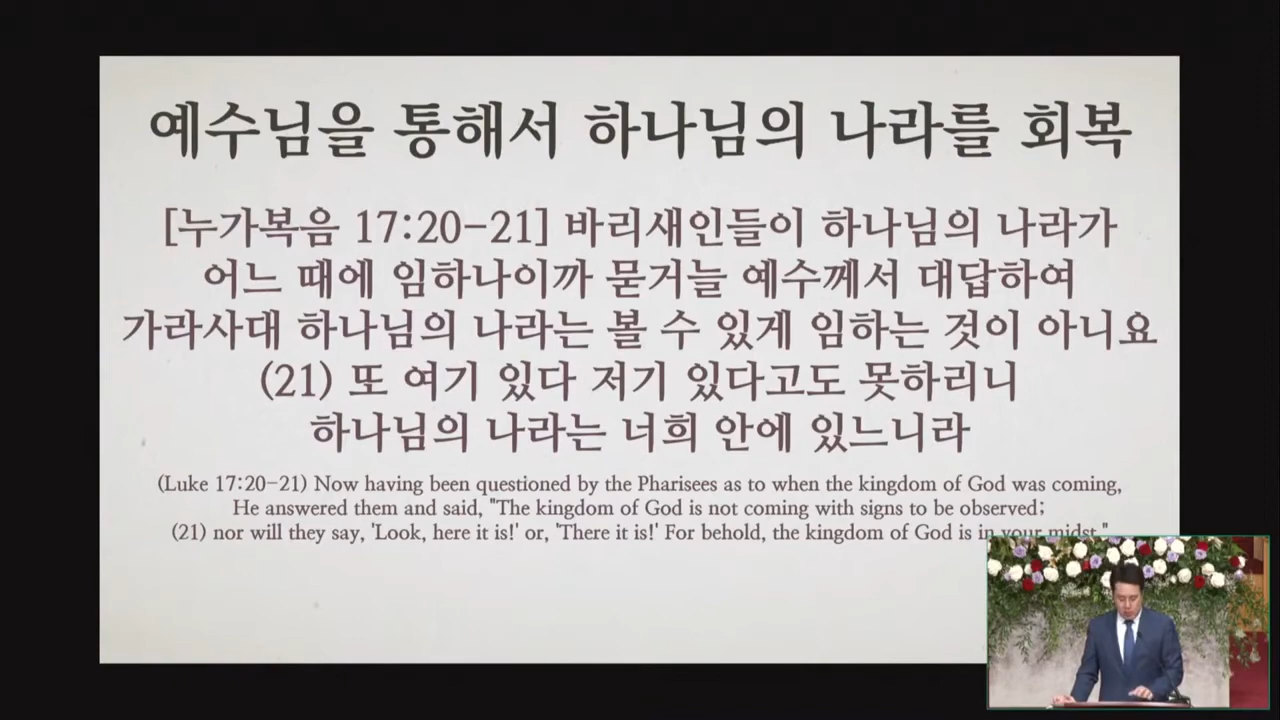 예수님을 통해서 하나님의 나라를 회복
[누가복음 17:20-21] 바리새인들이 하나님의 나라가
어느 때에 임하나이까 묻거늘 예수께서 대답하여
가라사대 하나님의 나라는 볼 수 있게 임하는 것이 아니요
(21) 또 여기 있다 저기 있다고도 못하리니
하나님의 나라는 너희 안에 있느니라
(Luke 17:20-21) Now having been questioned by the Pharisees as to when the kingdom of God was coming,
He answered them and said, "The kingdom of God is not coming with signs to be observed;
(21) nor will they say, 'Look, here it is!' or, 'There it is!' For behold, the kingdom of God is in your midst."